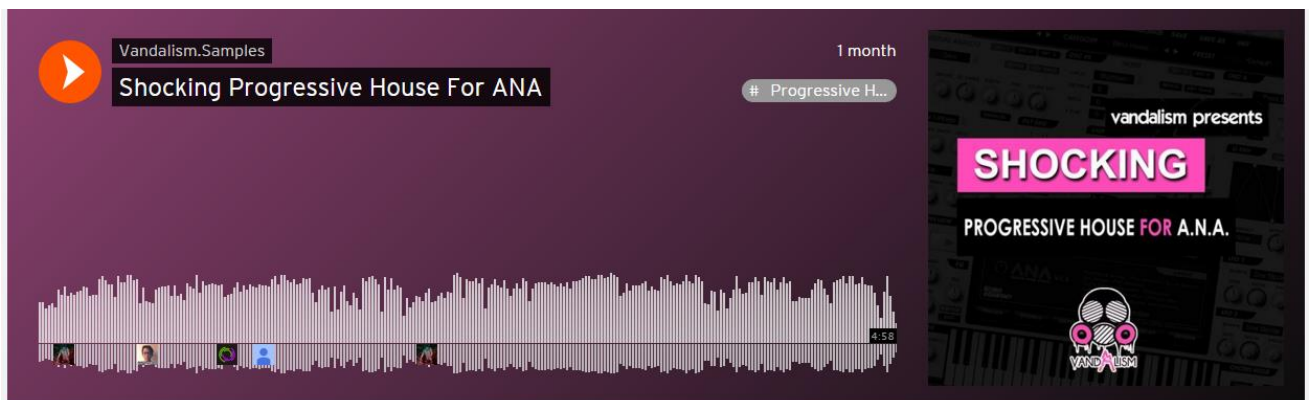 Vandalism.Samples
1 month
Shocking Progressive House For ANA
# Progressive H...
vandalism presents
SHOCKING
PROGRESSIVE HOUSE FOR A.N.A.
ANA
VANDALISM
4:58